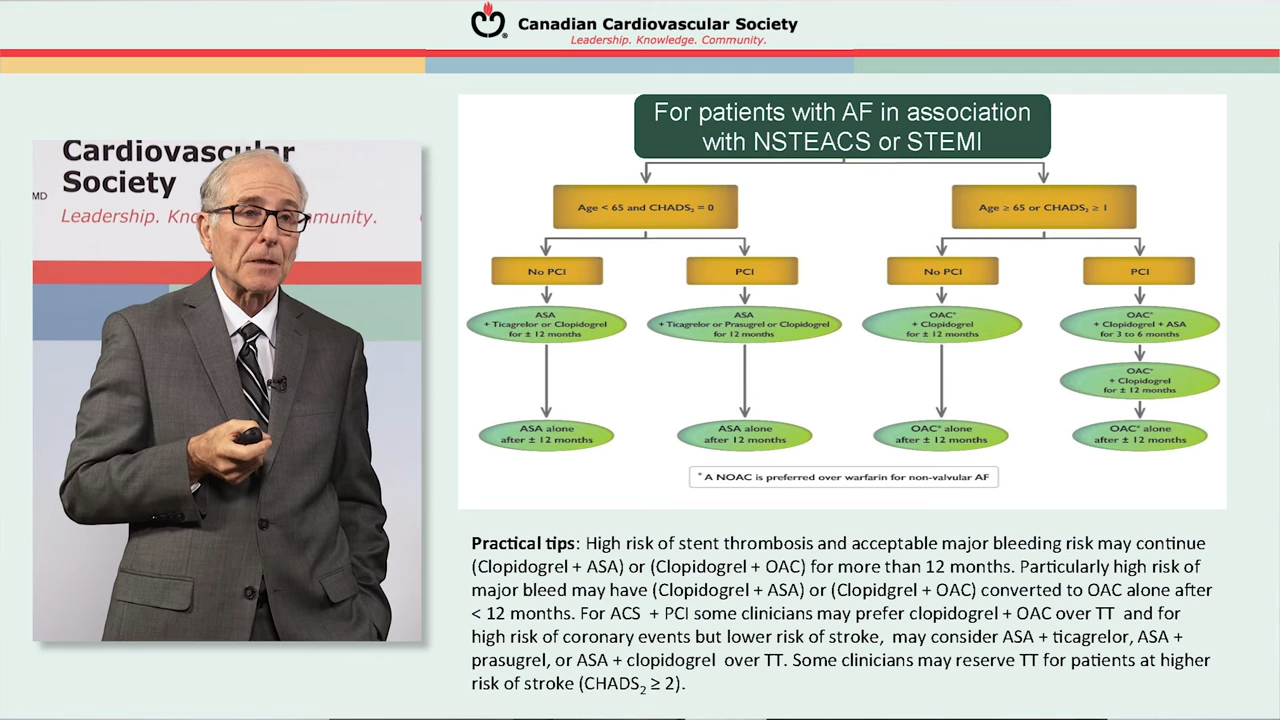 Canadian Cardiovascular Society
Leadership. Knowledge. Community.
Cardiovascular
Society
MD
Leadership. Kno
mmunity.
For patients with AF in association
with NSTEACS or STEMI
Age < 65 and CHADS₂ = 0
Age ≥ 65 or CHADS₂ ≥ 1
No PCI
PCI
No PCI
PCI
ASA
+ Ticagrelor or Clopidogrel
for ± 12 months
ASA
+ Ticagrelor or Prasugrel or Clopidogrel
for 12 months
OAC*
+ Clopidogrel
for ± 12 months
OAC*
+ Clopidogrel + ASA
for 3 to 6 months
OAC*
+ Clopidogrel
for ± 12 months
ASA alone
after ± 12 months
ASA alone
after 12 months
OAC* alone
after ± 12 months
OAC* alone
after ± 12 months
* A NOAC is preferred over warfarin for non-valvular AF
Practical tips: High risk of stent thrombosis and acceptable major bleeding risk may continue
(Clopidogrel + ASA) or (Clopidogrel + OAC) for more than 12 months. Particularly high risk of
major bleed may have (Clopidogrel + ASA) or (Clopidgrel + OAC) converted to OAC alone after
< 12 months. For ACS + PCI some clinicians may prefer clopidogrel + OAC over TT and for
high risk of coronary events but lower risk of stroke, may consider ASA + ticagrelor, ASA +
prasugrel, or ASA + clopidogrel over TT. Some clinicians may reserve TT for patients at higher
risk of stroke (CHADS₂ ≥ 2).